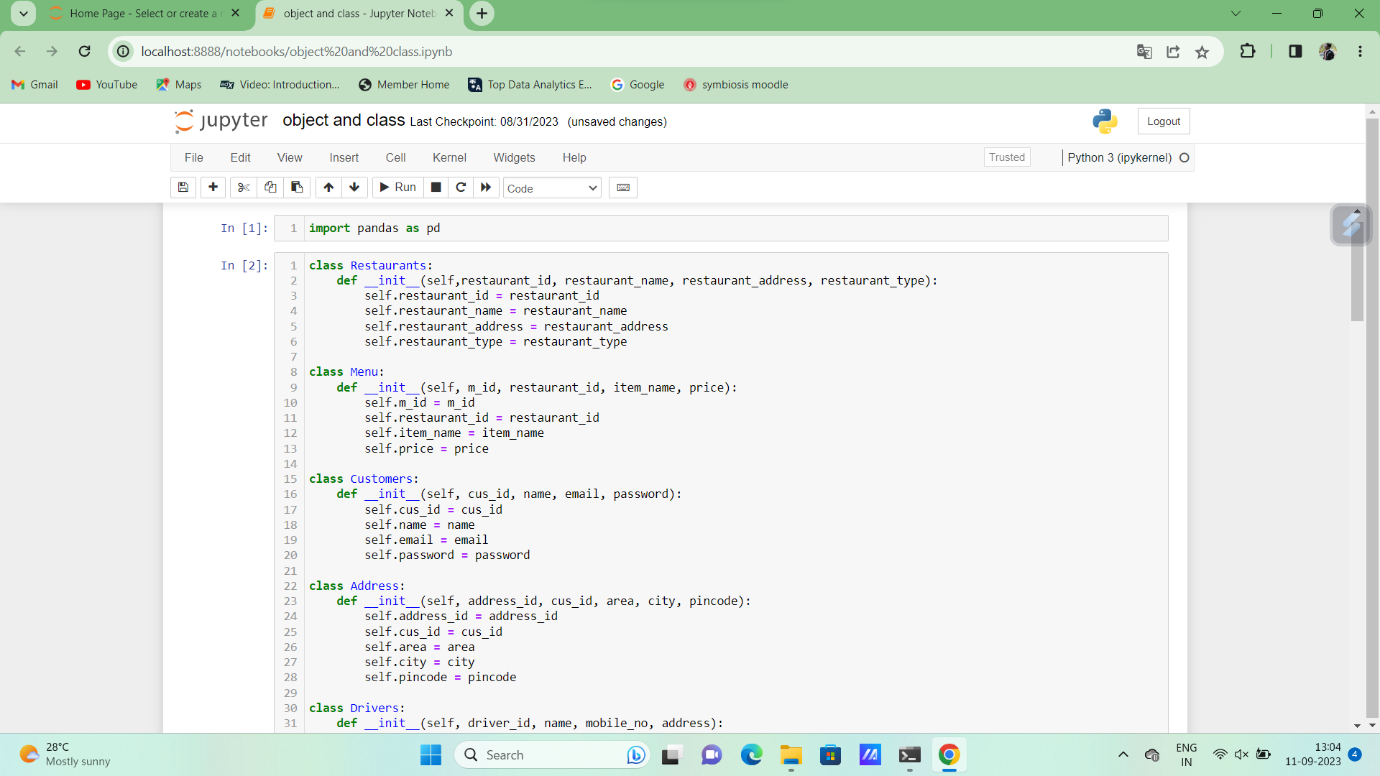 Home Page - Select or create a n
object and class - Jupyter Noteb
localhost:8888/notebooks/object%20and%20class.ipynb
Gmail YouTube Maps Video: Introduction... Member Home Top Data Analytics E... Google symbiosis moodle
jupyter object and class Last Checkpoint: 08/31/2023 (unsaved changes) Logout
File Edit View Insert Cell Kernel Widgets Help Trusted Python 3 (ipykernel)
Run Code
In [1]: 1 import pandas as pd
In [2]: 1 class Restaurants:
2     def __init__(self,restaurant_id, restaurant_name, restaurant_address, restaurant_type):
3         self.restaurant_id = restaurant_id
4         self.restaurant_name = restaurant_name
5         self.restaurant_address = restaurant_address
6         self.restaurant_type = restaurant_type
7
8 class Menu:
9     def __init__(self, m_id, restaurant_id, item_name, price):
10         self.m_id = m_id
11         self.restaurant_id = restaurant_id
12         self.item_name = item_name
13         self.price = price
14
15 class Customers:
16     def __init__(self, cus_id, name, email, password):
17         self.cus_id = cus_id
18         self.name = name
19         self.email = email
20         self.password = password
21
22 class Address:
23     def __init__(self, address_id, cus_id, area, city, pincode):
24         self.address_id = address_id
25         self.cus_id = cus_id
26         self.area = area
27         self.city = city
28         self.pincode = pincode
29
30 class Drivers:
31     def __init__(self, driver_id, name, mobile_no, address):
28°C
Mostly sunny
Search
ENG
IN
13:04
11-09-2023
4